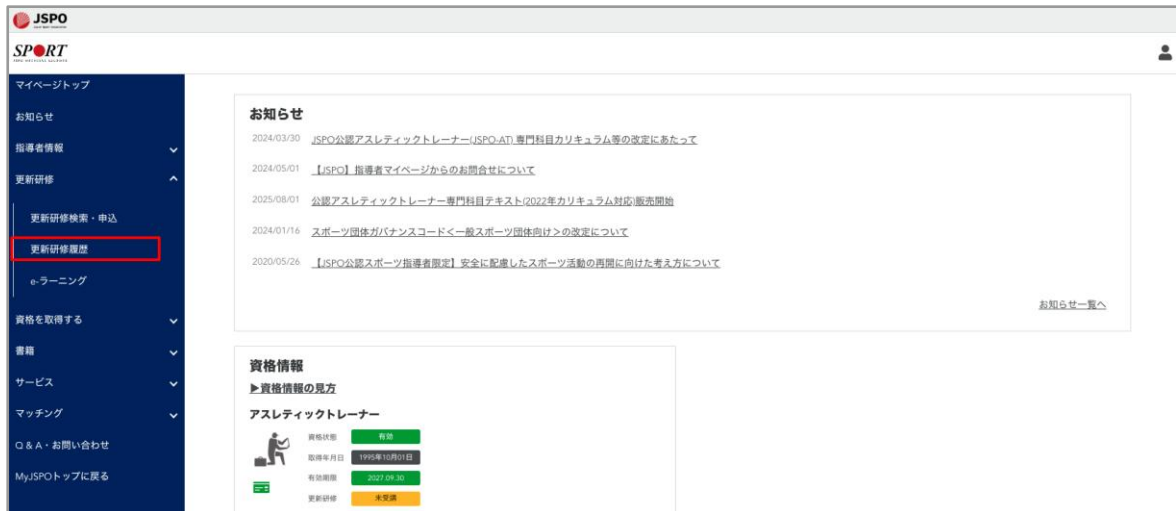 JSPO
SPORT
マイページトップ
お知らせ
指導者情報
更新研修
更新研修検索・申込
更新研修履歴
e-ラーニング
資格を取得する
書籍
サービス
マッチング
Q & A・お問い合わせ
MyJSPOトップに戻る
お知らせ
2024/03/30 JSPO公認アスレティックトレーナー(JSPO-AT) 専門科目カリキュラム等の改定にあたって
2024/05/01 【JSPO】指導者マイページからのお問合せについて
2025/08/01 公認アスレティックトレーナー専門科目テキスト(2022年カリキュラム対応)販売開始
2024/01/16 スポーツ団体ガバナンスコード＜一般スポーツ団体向け＞の改定について
2020/05/26 【JSPO公認スポーツ指導者限定】安全に配慮したスポーツ活動の再開に向けた考え方について
お知らせ一覧へ
資格情報
▶資格情報の見方
アスレティックトレーナー
資格状態 有効
取得年月日 1995年10月01日
有効期限 2027.09.30
更新研修 未受講